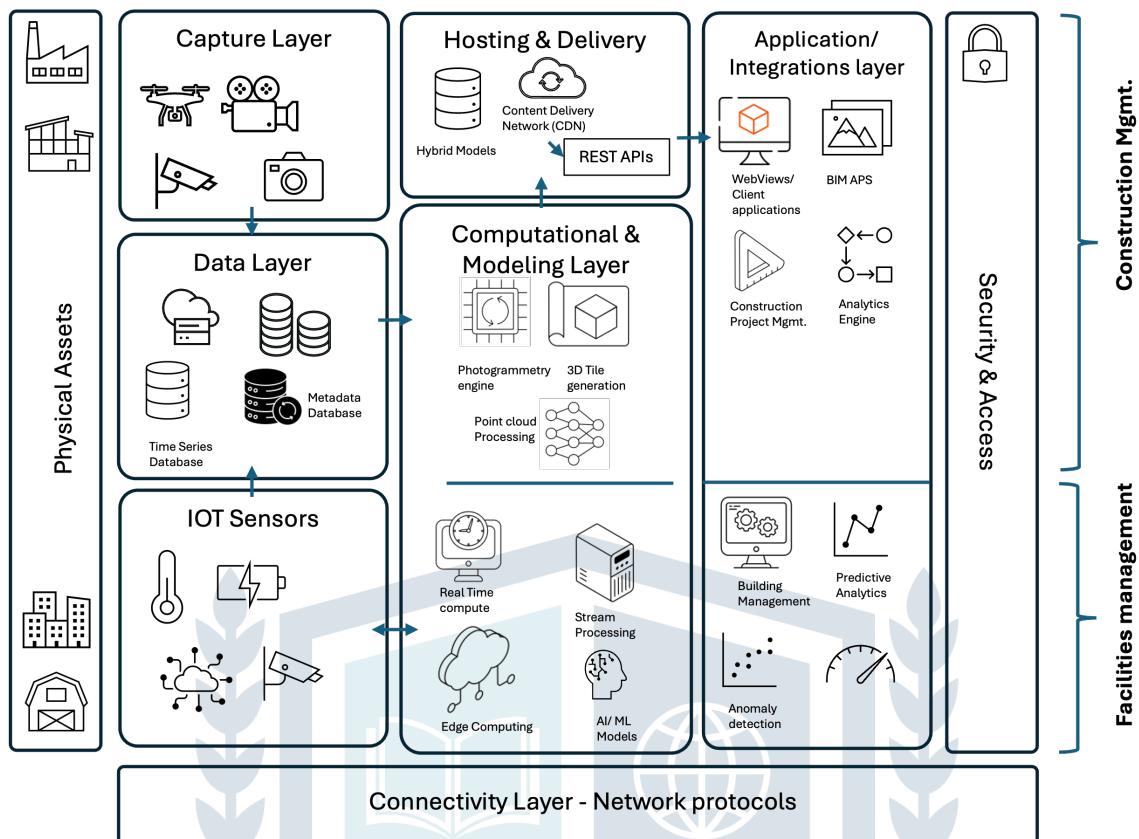 Physical Assets
Capture Layer
Data Layer
Metadata
Database
Time Series
Database
IOT Sensors
Hosting & Delivery
Hybrid Models
Content Delivery
Network (CDN)
REST APIs
Computational &
Modeling Layer
Photogrammetry
engine
3D Tile
generation
Point cloud
Processing
Real Time
compute
Stream
Processing
Edge Computing
AI/ ML
Models
Application/
Integrations layer
WebViews/
Client
applications
BIM APS
Construction
Project Mgmt.
Analytics
Engine
Building
Management
Predictive
Analytics
Anomaly
detection
Security & Access
Construction Mgmt.
Facilities management
Connectivity Layer - Network protocols